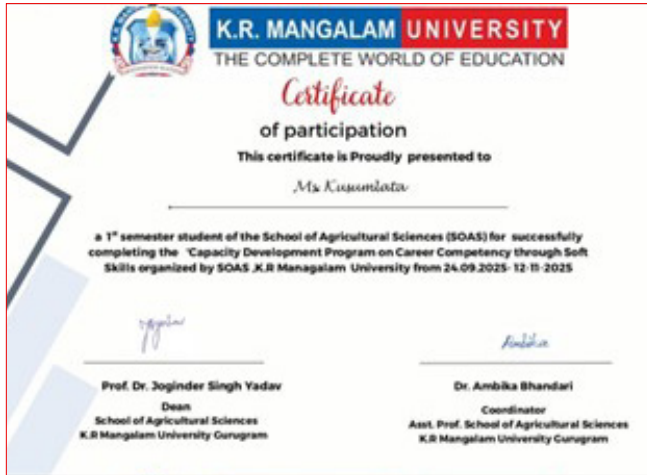 K.R. MANGALAM UNIVERSITY
THE COMPLETE WORLD OF EDUCATION
Certificate
of participation
This certificate is Proudly presented to
Ms Kusumlata
a 1st semester student of the School of Agricultural Sciences (SOAS) for successfully
completing the 'Capacity Development Program on Career Competency through Soft
Skills organized by SOAS ,K.R Managalam University from 24.09.2025- 12-11-2025
Ambika
Prof. Dr. Joginder Singh Yadav
Dean
School of Agricultural Sciences
K.R Mangalam University Gurugram
Dr. Ambika Bhandari
Coordinator
Asst. Prof. School of Agricultural Sciences
K.R Mangalam University Gurugram